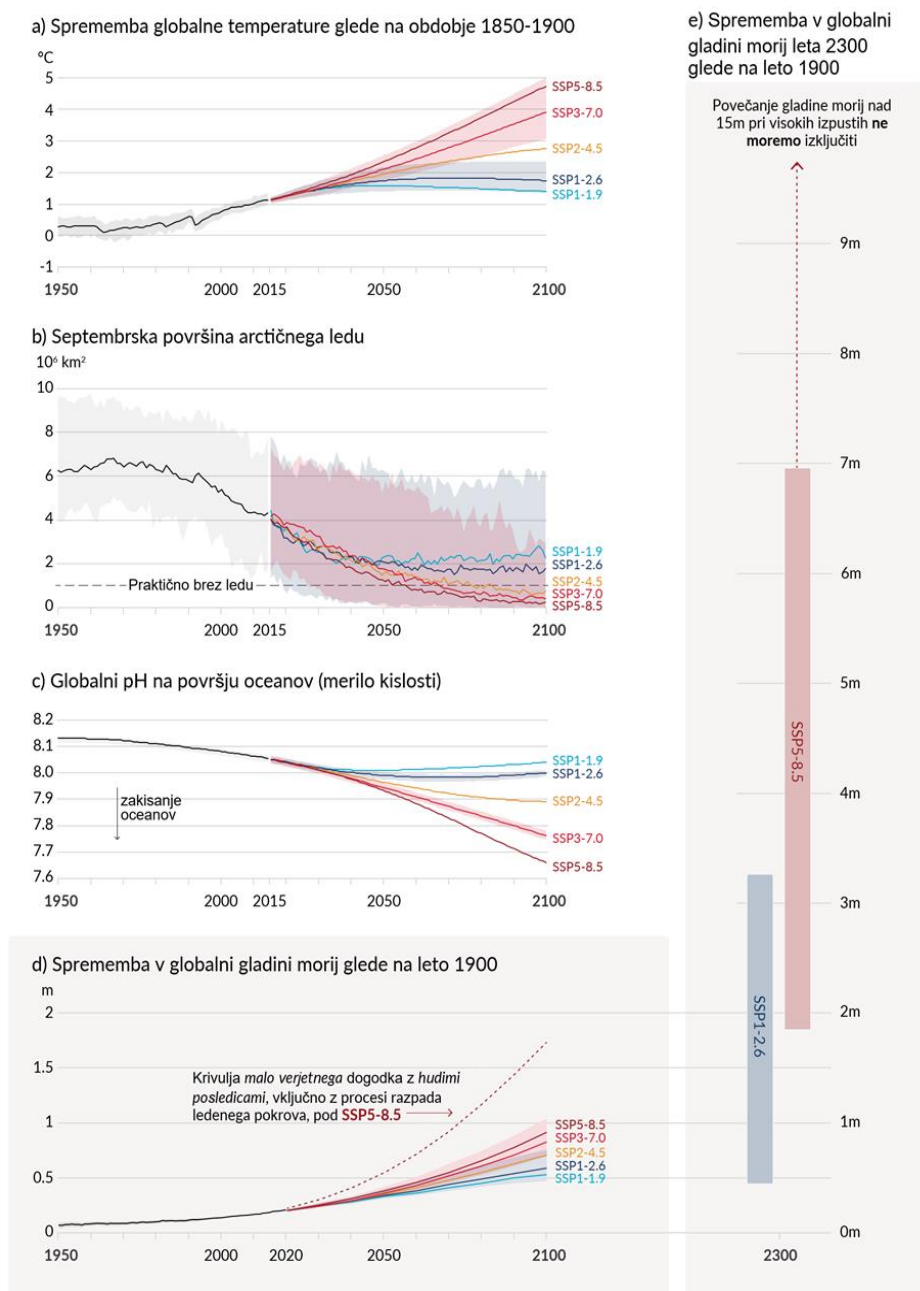 a) Sprememba globalne temperature glede na obdobje 1850-1900
°C
5
4
3
2
1
0
-1
SSP5-8.5
SSP3-7.0
SSP2-4.5
SSP1-2.6
SSP1-1.9
1950
2000
2015
2050
2100
b) Septembrska površina arctičnega ledu
10⁶ km²
10
8
6
4
2
0
Praktično brez ledu
SSP1-1.9
SSP1-2.6
SSP2-4.5
SSP3-7.0
SSP5-8.5
1950
2000
2015
2050
2100
c) Globalni pH na površju oceanov (merilo kislosti)
8.2
8.1
8.0
7.9
7.8
7.7
7.6
zakisanje
oceanov
SSP1-1.9
SSP1-2.6
SSP2-4.5
SSP3-7.0
SSP5-8.5
1950
2000
2015
2050
2100
d) Sprememba v globalni gladini morij glede na leto 1900
m
2
1.5
1
0.5
0
Krivulja malo verjetnega dogodka z hudimi
posledicami, vključno z procesi razpada
ledenega pokrova, pod SSP5-8.5
SSP5-8.5
SSP3-7.0
SSP2-4.5
SSP1-2.6
SSP1-1.9
1950
2000
2020
2050
2100
e) Sprememba v globalni
gladini morij leta 2300
glede na leto 1900
Povečanje gladine morij nad
15m pri visokih izpustih ne
moremo izključiti
9m
8m
7m
6m
5m
4m
3m
2m
1m
0m
SSP5-8.5
SSP1-2.6
2300